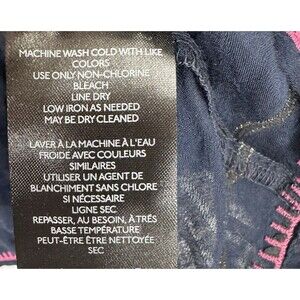 MACHINE WASH COLD WITH LIKE
COLORS
USE ONLY NON-CHLORINE
BLEACH
LINE DRY
LOW IRON AS NEEDED
MAY BE DRY CLEANED
LAVER À LA MACHINE À L'EAU
FROIDE AVEC COULEURS
SIMILAIRES
UTILISER UN AGENT DE
BLANCHIMENT SANS CHLORE
SI NÉCESSAIRE
LIGNE SEC
REPASSER, AU BESOIN, À TRÈS
BASSE TEMPÉRATURE
PEUT-ÊTRE ÊTRE NETTOYÉE
SEC